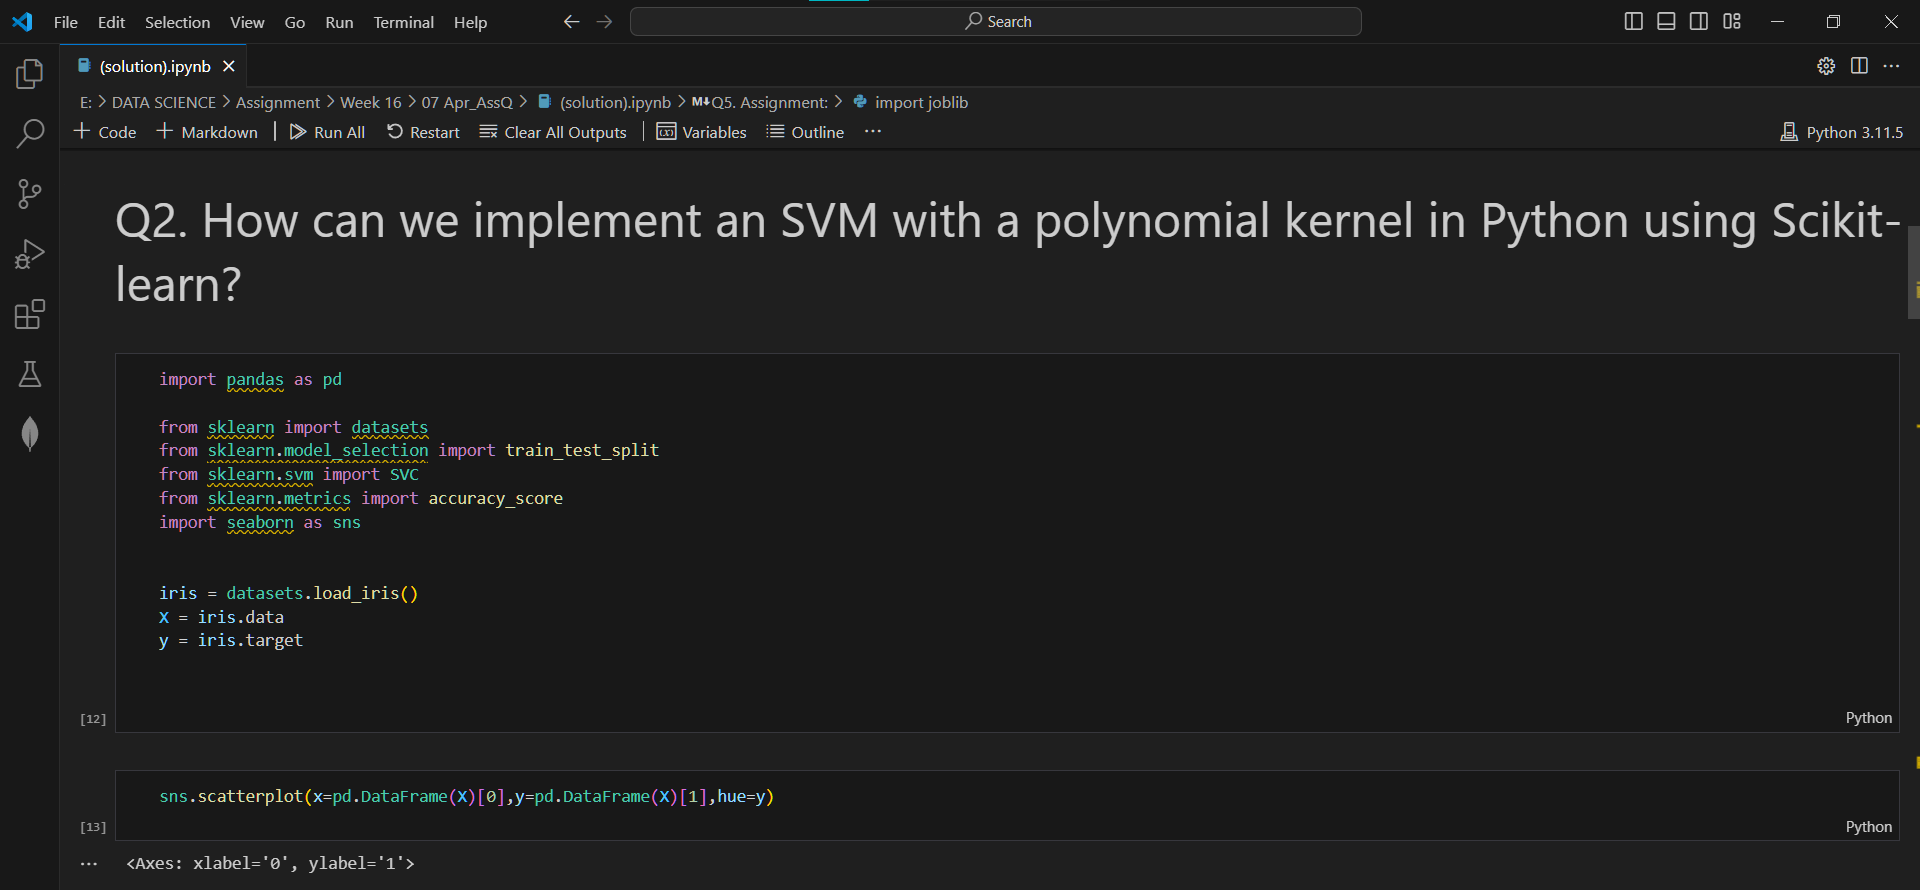 File Edit Selection View Go Run Terminal Help Search
(solution).ipynb
E: > DATA SCIENCE > Assignment > Week 16 > 07 Apr_AssQ > (solution).ipynb > M↓Q5. Assignment: > import joblib
+ Code + Markdown | Run All Restart Clear All Outputs | Variables Outline ··· Python 3.11.5
Q2. How can we implement an SVM with a polynomial kernel in Python using Scikit-
learn?
import pandas as pd
from sklearn import datasets
from sklearn.model_selection import train_test_split
from sklearn.svm import SVC
from sklearn.metrics import accuracy_score
import seaborn as sns
iris = datasets.load_iris()
X = iris.data
y = iris.target
[12] Python
sns.scatterplot(x=pd.DataFrame(X)[0],y=pd.DataFrame(X)[1],hue=y)
[13] Python
··· <Axes: xlabel='0', ylabel='1'>